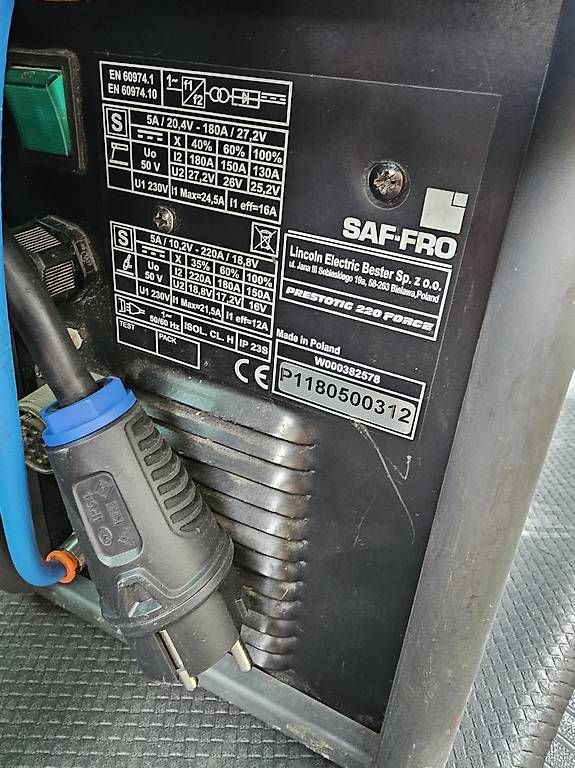 EN 60974.1
EN 60974.10
1~
f1
f2
S
5A / 20,4V - 180A / 27,2V
X 40% 60% 100%
Uo
50 V
I2 180A 150A 130A
U2 27,2V 26V 25,2V
U1 230V I1 Max=24,5A I1 eff=16A
S
5A / 10,2V - 220A / 18,8V
X 35% 60% 100%
Uo
50 V
I2 220A 180A 150A
U2 18,8V 17,2V 16V
U1 230V I1 Max=21,5A I1 eff=12A
1~
50/60 Hz
ISOL. CL. H
IP 23S
TEST
PACK
CE
SAF-FRO
Lincoln Electric Bester Sp. z o.o.
ul. Jana III Sobieskiego 19a, 58-263 Bielawa,Poland
PRESTOTIG 220 FORCE
Made in Poland
W000382576
P1180500312
IP54